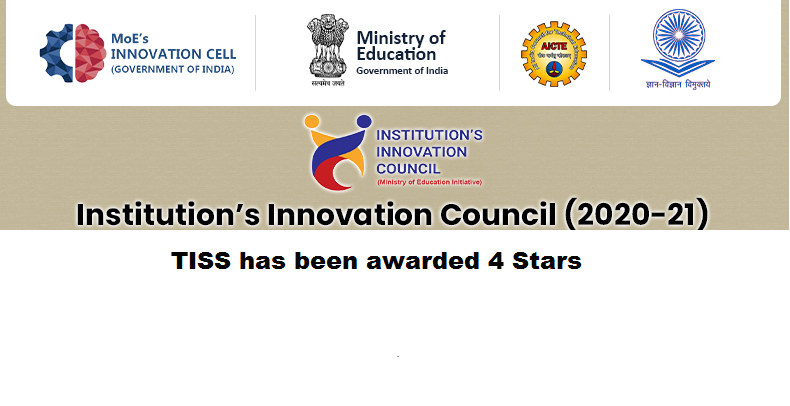 MoE's
INNOVATION CELL
(GOVERNMENT OF INDIA)
सत्यमेव जयते
Ministry of
Education
Government of India
AICTE
ज्ञान-विज्ञान विमुक्तये
INSTITUTION'S
INNOVATION
COUNCIL
(Ministry of Education Initiative)
Institution's Innovation Council (2020-21)
TISS has been awarded 4 Stars